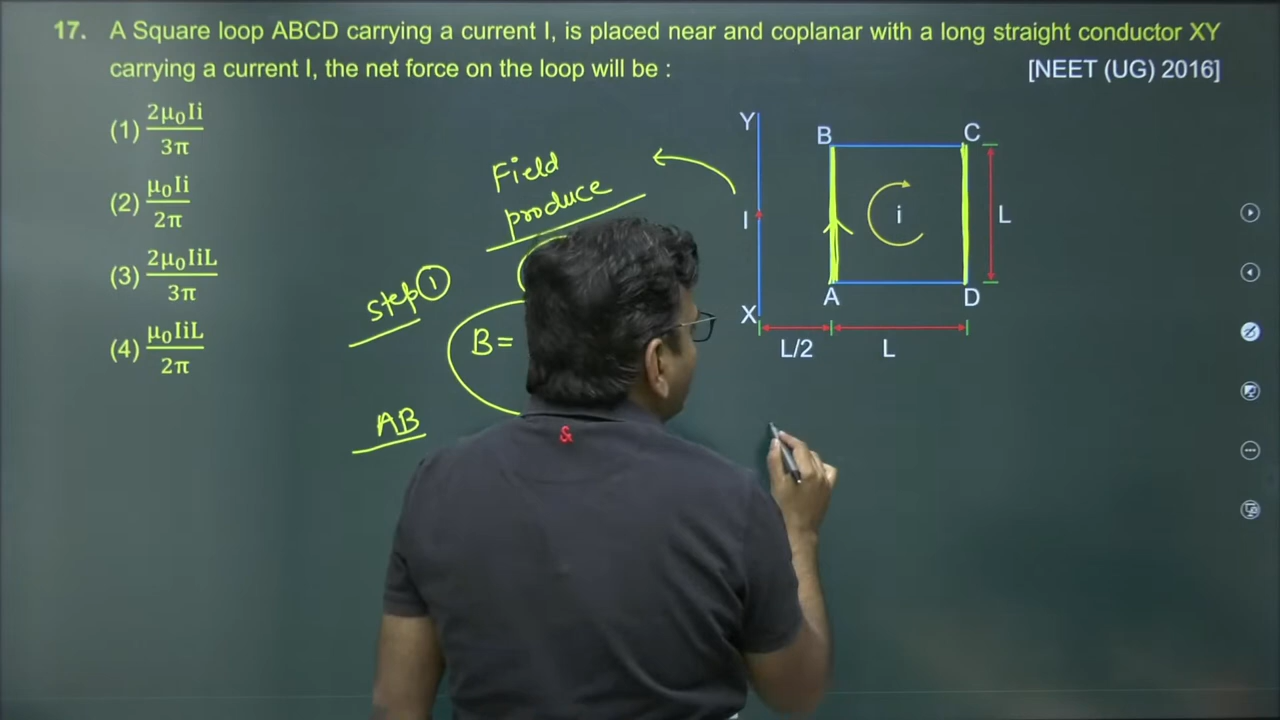 17. A Square loop ABCD carrying a current I, is placed near and coplanar with a long straight conductor XY
carrying a current I, the net force on the loop will be : [NEET (UG) 2016]
(1) 2μ₀Ii/3π
(2) μ₀Ii/2π
(3) 2μ₀IiL/3π
(4) μ₀IiL/2π
Field
produce
step ①
B=
AB
Y
B
C
I
i
L
X
A
D
L/2
L